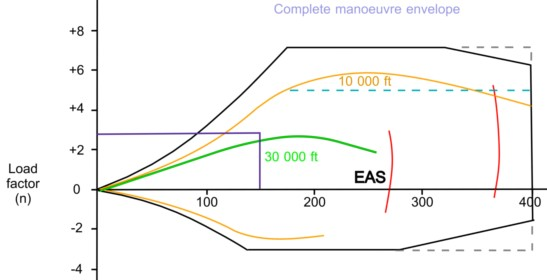 Complete manoeuvre envelope
+8
+6
10 000 ft
+4
+2
30 000 ft
Load
factor
(n)
EAS
0
100
200
300
400
-2
-4